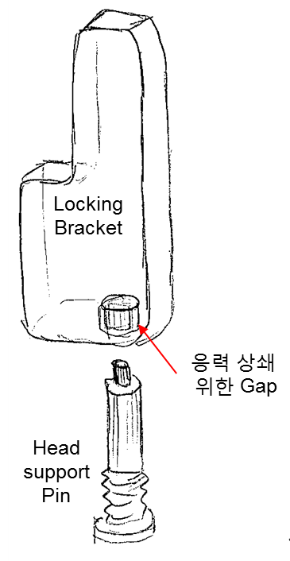 Locking
Bracket
응력 상쇄
위한 Gap
Head
support
Pin